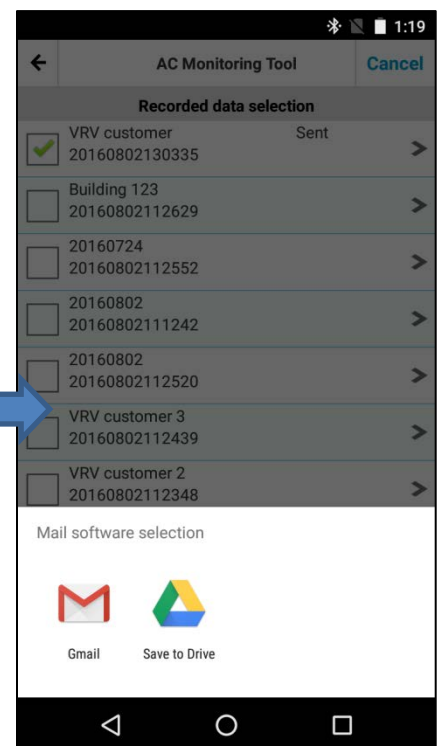 1:19
AC Monitoring Tool Cancel
Recorded data selection
VRV customer Sent
20160802130335
Building 123
20160802112629
20160724
20160802112552
20160802
20160802111242
20160802
20160802112520
VRV customer 3
20160802112439
VRV customer 2
20160802112348
Mail software selection
Gmail Save to Drive